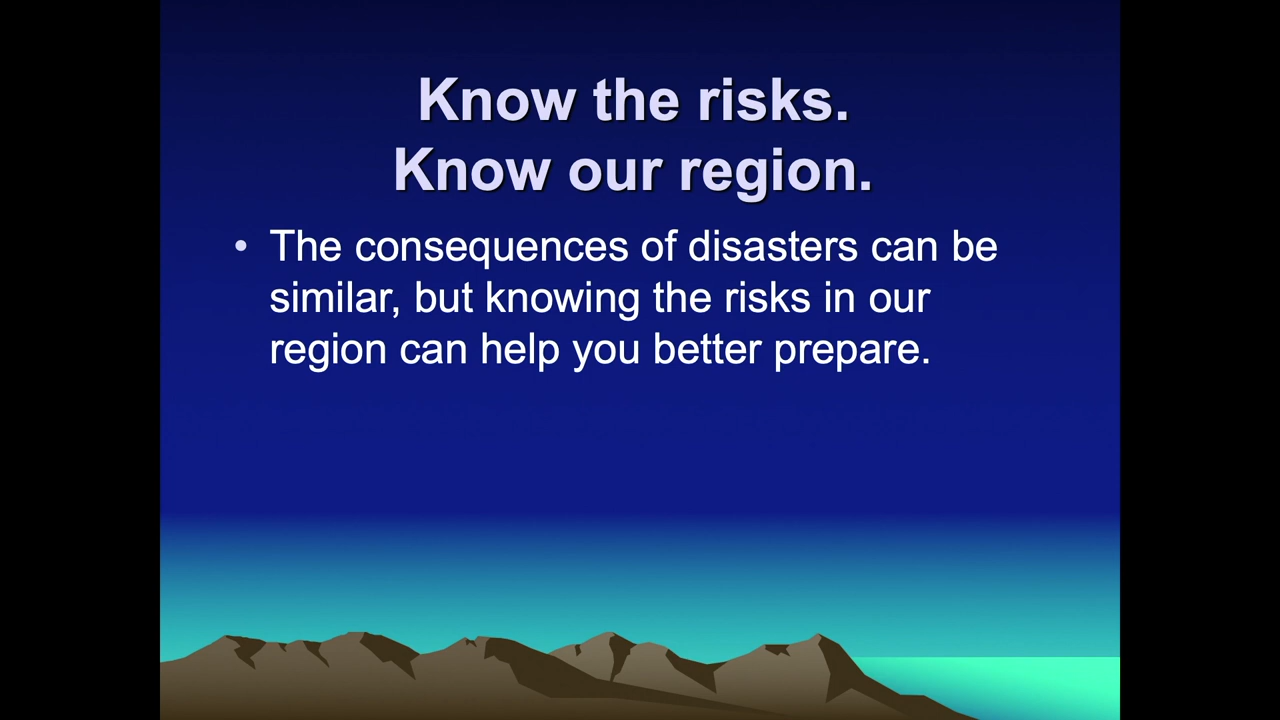 Know the risks.
Know our region.
• The consequences of disasters can be
similar, but knowing the risks in our
region can help you better prepare.